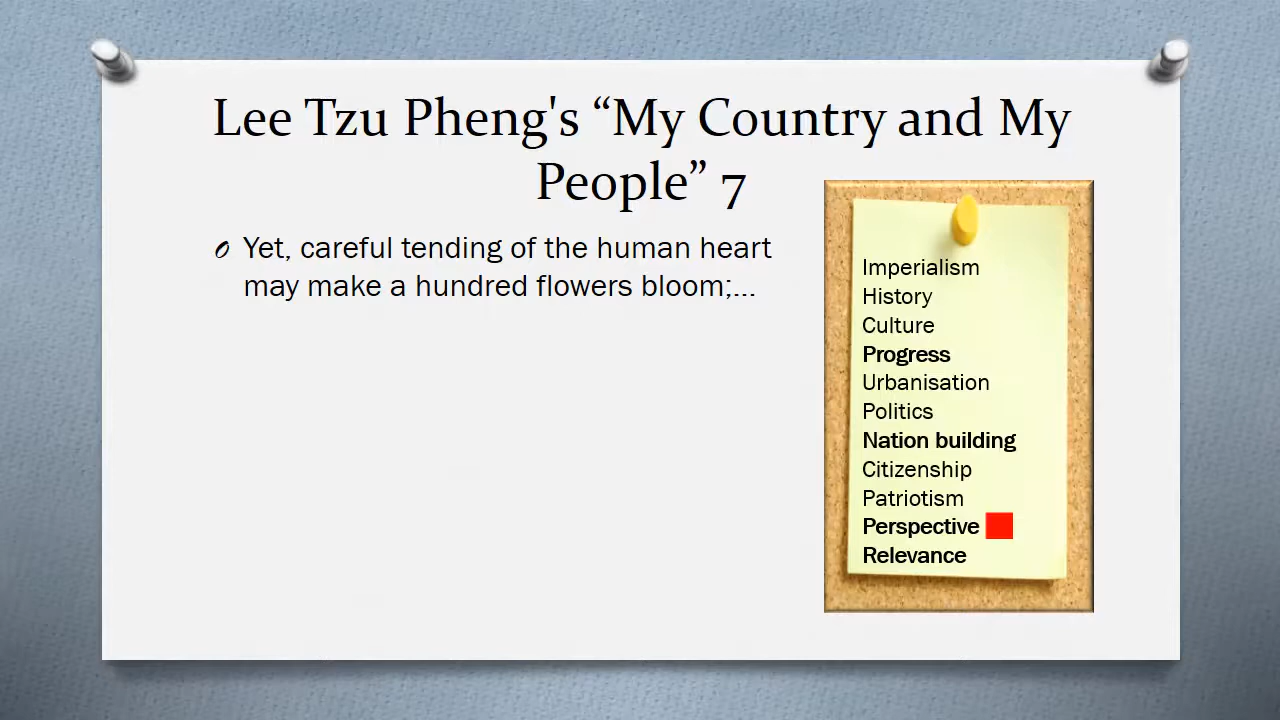 Lee Tzu Pheng's “My Country and My
People” 7
Yet, careful tending of the human heart
may make a hundred flowers bloom;...
Imperialism
History
Culture
Progress
Urbanisation
Politics
Nation building
Citizenship
Patriotism
Perspective
Relevance